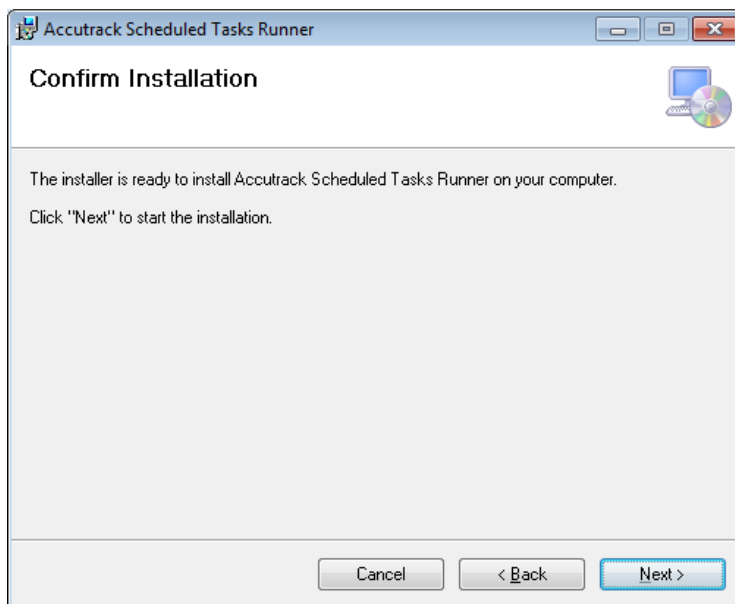 Accutrack Scheduled Tasks Runner
Confirm Installation
The installer is ready to install Accutrack Scheduled Tasks Runner on your computer.
Click "Next" to start the installation.
Cancel
< Back
Next >